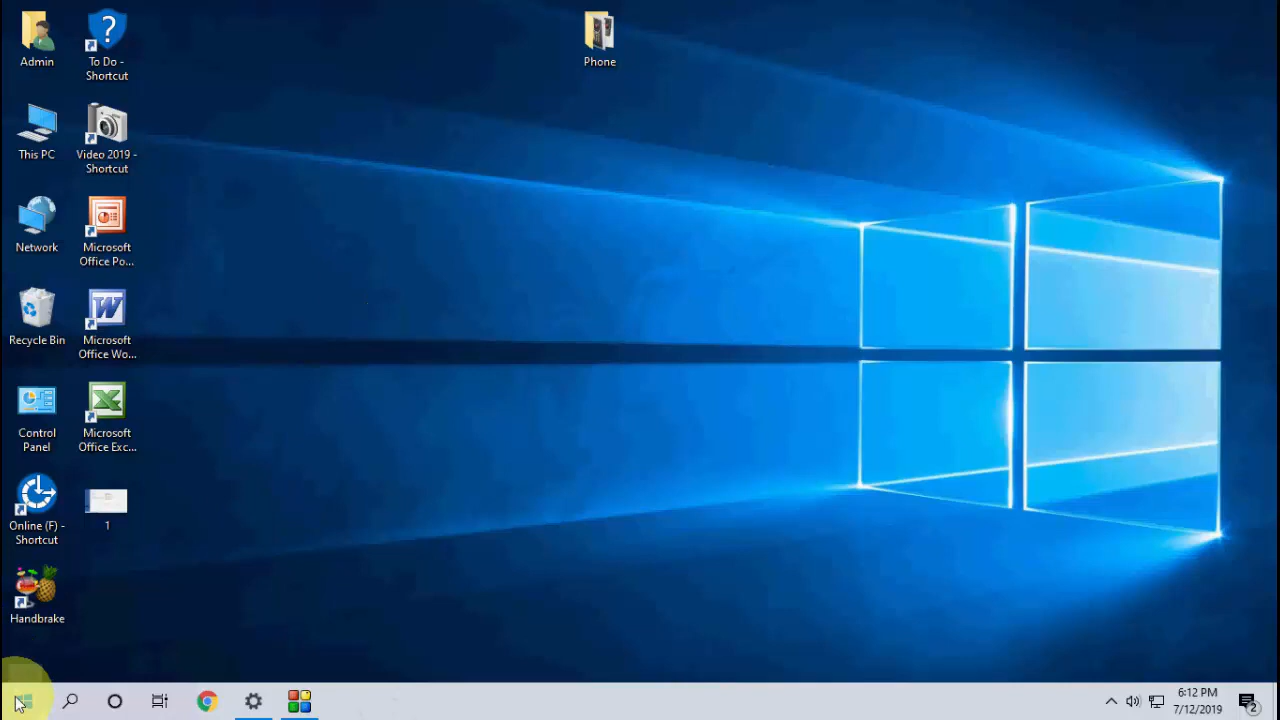 Admin
To Do -
Shortcut
Phone
This PC
Video 2019 -
Shortcut
Network
Microsoft
Office Po...
Recycle Bin
Microsoft
Office Wo...
Control
Panel
Microsoft
Office Exc...
Online (F) -
Shortcut
1
Handbrake
6:12 PM
7/12/2019
2